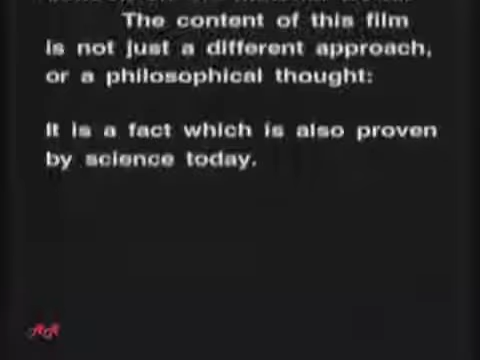 The content of this film
is not just a different approach,
or a philosophical thought:
It is a fact which is also proven
by science today.